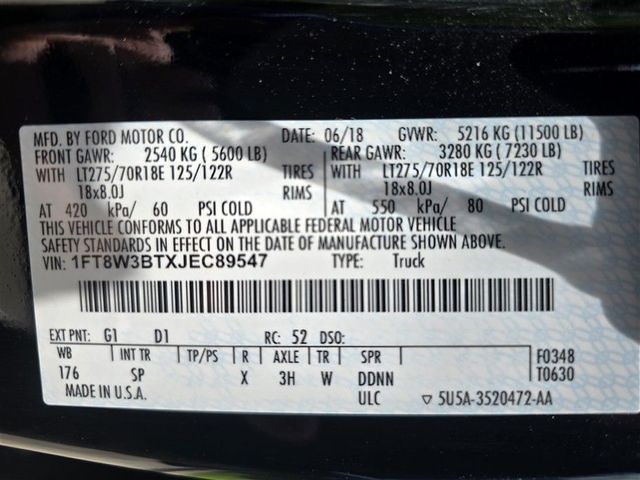 MFD. BY FORD MOTOR CO. DATE: 06/18 GVWR: 5216 KG (11500 LB)
FRONT GAWR: 2540 KG ( 5600 LB) REAR GAWR: 3280 KG ( 7230 LB)
WITH LT275/70R18E 125/122R TIRES WITH LT275/70R18E 125/122R TIRES
18x8.0J RIMS 18x8.0J RIMS
AT 420 kPa/ 60 PSI COLD AT 550 kPa/ 80 PSI COLD
THIS VEHICLE CONFORMS TO ALL APPLICABLE FEDERAL MOTOR VEHICLE
SAFETY STANDARDS IN EFFECT ON THE DATE OF MANUFACTURE SHOWN ABOVE.
VIN: 1FT8W3BTXJEC89547 TYPE: Truck
EXT PNT: G1 D1 RC: 52 DSO:
WB INT TR TP/PS R AXLE TR SPR F0348
176 SP X 3H W DDNN T0630
MADE IN U.S.A. ULC ▽ 5U5A-3520472-AA